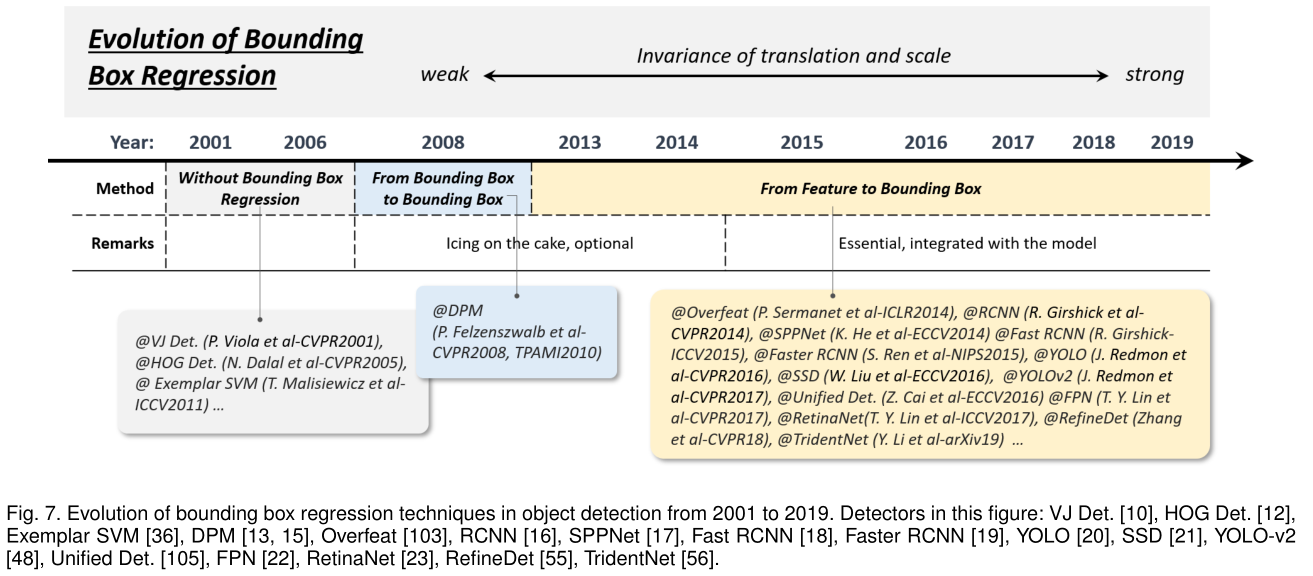 Evolution of Bounding
Box Regression
Invariance of translation and scale
weak
strong
Year: 2001 2006 2008 2013 2014 2015 2016 2017 2018 2019
Method
Without Bounding Box
Regression
From Bounding Box
to Bounding Box
From Feature to Bounding Box
Remarks
Icing on the cake, optional
Essential, integrated with the model
@VJ Det. (P. Viola et al-CVPR2001),
@HOG Det. (N. Dalal et al-CVPR2005),
@ Exemplar SVM (T. Malisiewicz et al-
ICCV2011) ...
@DPM
(P. Felzenszwalb et al-
CVPR2008, TPAMI2010)
@Overfeat (P. Sermanet et al-ICLR2014), @RCNN (R. Girshick et al-
CVPR2014), @SPPNet (K. He et al-ECCV2014) @Fast RCNN (R. Girshick-
ICCV2015), @Faster RCNN (S. Ren et al-NIPS2015), @YOLO (J. Redmon et
al-CVPR2016), @SSD (W. Liu et al-ECCV2016), @YOLOv2 (J. Redmon et
al-CVPR2017), @Unified Det. (Z. Cai et al-ECCV2016) @FPN (T. Y. Lin et
al-CVPR2017), @RetinaNet(T. Y. Lin et al-ICCV2017), @RefineDet (Zhang
et al-CVPR18), @TridentNet (Y. Li et al-arXiv19) ...
Fig. 7. Evolution of bounding box regression techniques in object detection from 2001 to 2019. Detectors in this figure: VJ Det. [10], HOG Det. [12],
Exemplar SVM [36], DPM [13, 15], Overfeat [103], RCNN [16], SPPNet [17], Fast RCNN [18], Faster RCNN [19], YOLO [20], SSD [21], YOLO-v2
[48], Unified Det. [105], FPN [22], RetinaNet [23], RefineDet [55], TridentNet [56].